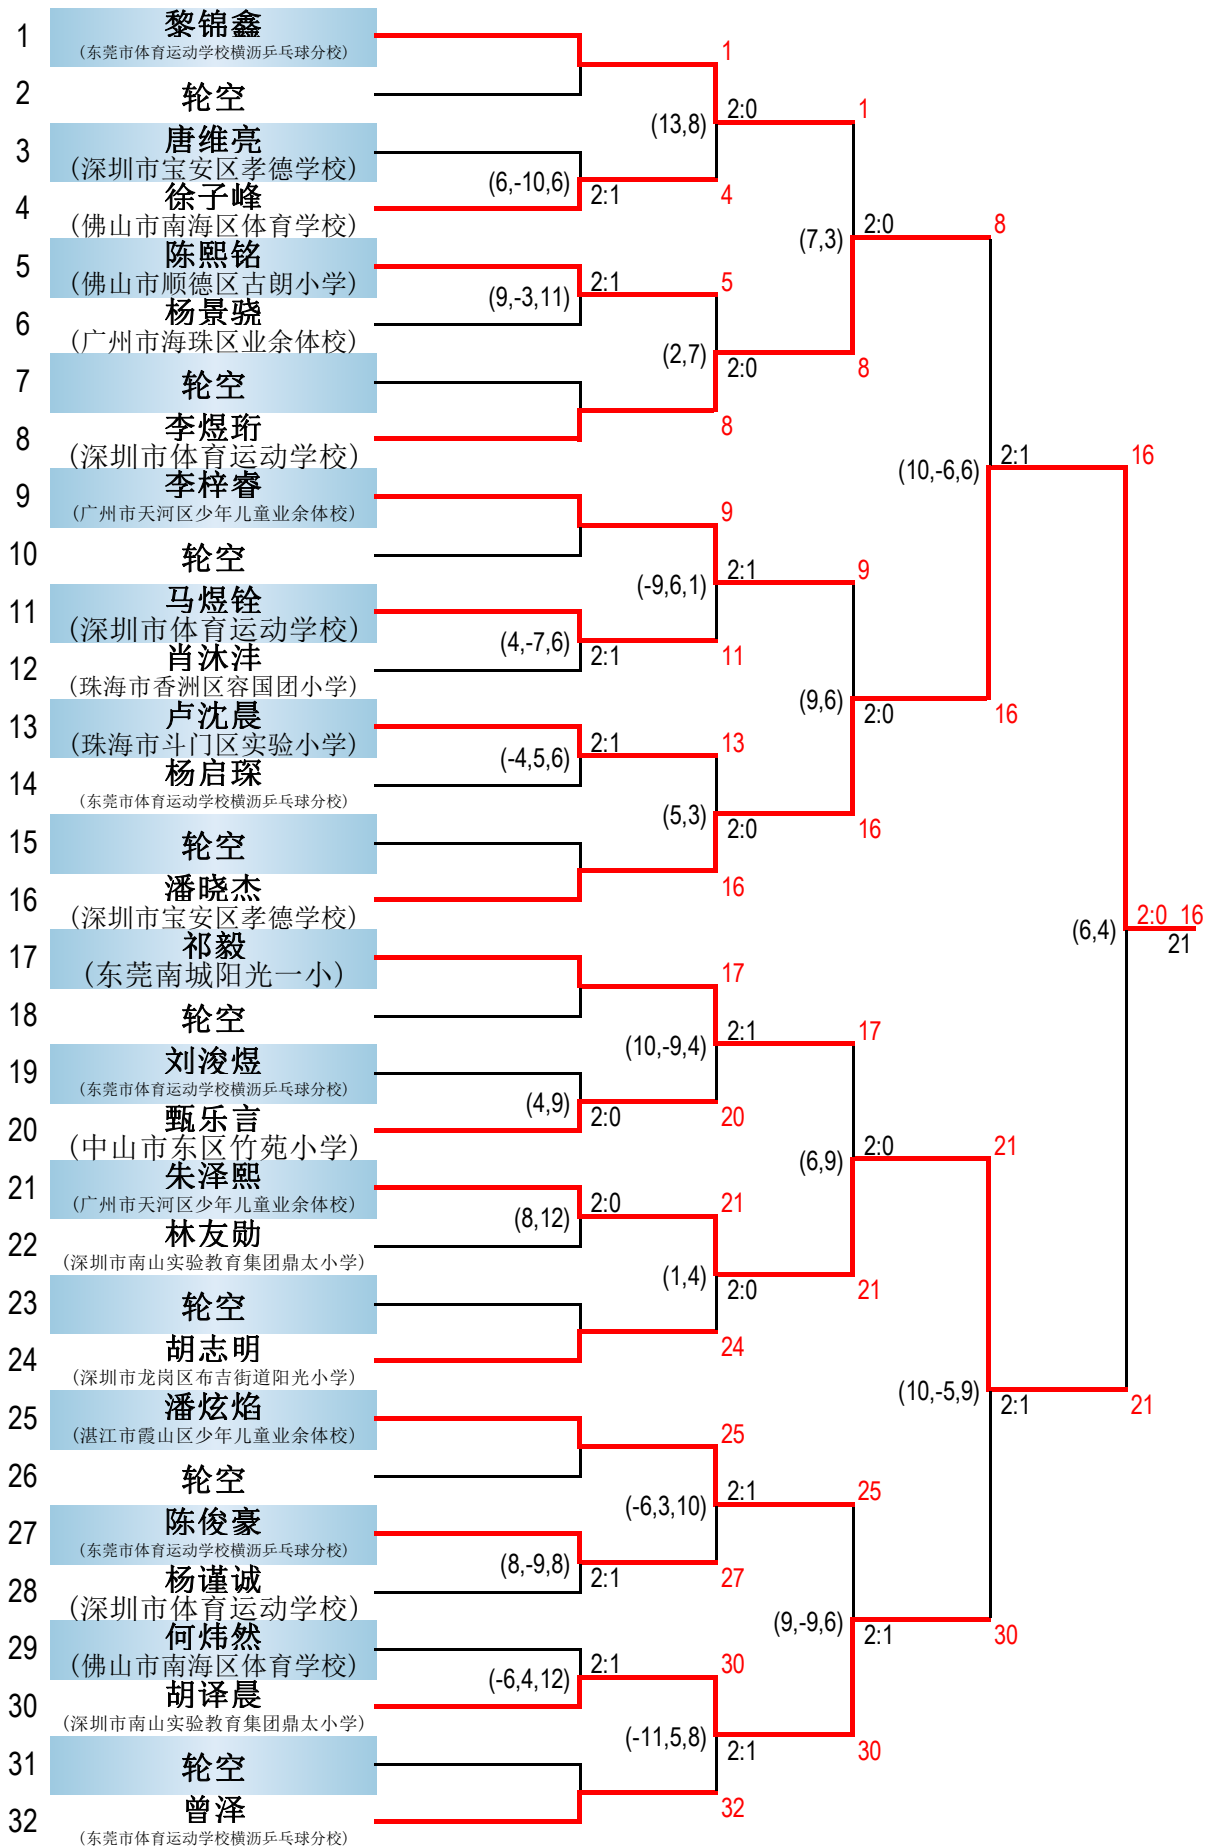 1 黎锦鑫
(东莞市体育运动学校横沥乒乓球分校)
2 轮空
3 唐维亮
(深圳市宝安区孝德学校)
4 徐子峰
(佛山市南海区体育学校)
5 陈熙铭
(佛山市顺德区古朗小学)
6 杨景骁
(广州市海珠区业余体校)
7 轮空
8 李煜珩
(深圳市体育运动学校)
9 李梓睿
(广州市天河区少年儿童业余体校)
10 轮空
11 马煜铨
(深圳市体育运动学校)
12 肖沐沣
(珠海市香洲区容国团小学)
13 卢沈晨
(珠海市斗门区实验小学)
14 杨启琛
(东莞市体育运动学校横沥乒乓球分校)
15 轮空
16 潘晓杰
(深圳市宝安区孝德学校)
17 祁毅
(东莞南城阳光一小)
18 轮空
19 刘浚煜
(东莞市体育运动学校横沥乒乓球分校)
20 甄乐言
(中山市东区竹苑小学)
21 朱泽熙
(广州市天河区少年儿童业余体校)
22 林友勋
(深圳市南山实验教育集团鼎太小学)
23 轮空
24 胡志明
(深圳市龙岗区布吉街道阳光小学)
25 潘炫焰
(湛江市霞山区少年儿童业余体校)
26 轮空
27 陈俊豪
(东莞市体育运动学校横沥乒乓球分校)
28 杨谨诚
(深圳市体育运动学校)
29 何炜然
(佛山市南海区体育学校)
30 胡译晨
(深圳市南山实验教育集团鼎太小学)
31 轮空
32 曾泽
(东莞市体育运动学校横沥乒乓球分校)
(6,-10,6) 2:1
(9,-3,11) 2:1
(4,-7,6) 2:1
(-4,5,6) 2:1
(4,9) 2:0
(8,12) 2:0
(8,-9,8) 2:1
(-6,4,12) 2:1
1
(13,8) 2:0
4
5
(2,7) 2:0
8
9
(-9,6,1) 2:1
11
13
(5,3) 2:0
16
17
(10,-9,4) 2:1
20
21
(1,4) 2:0
24
25
(-6,3,10) 2:1
27
30
(-11,5,8) 2:1
32
1
(7,3) 2:0
8
9
(9,6) 2:0
16
17
(6,9) 2:0
21
25
(9,-9,6) 2:1
30
8
(10,-6,6) 2:1
16
21
(10,-5,9) 2:1
30
16
(6,4) 2:0 16
21
21